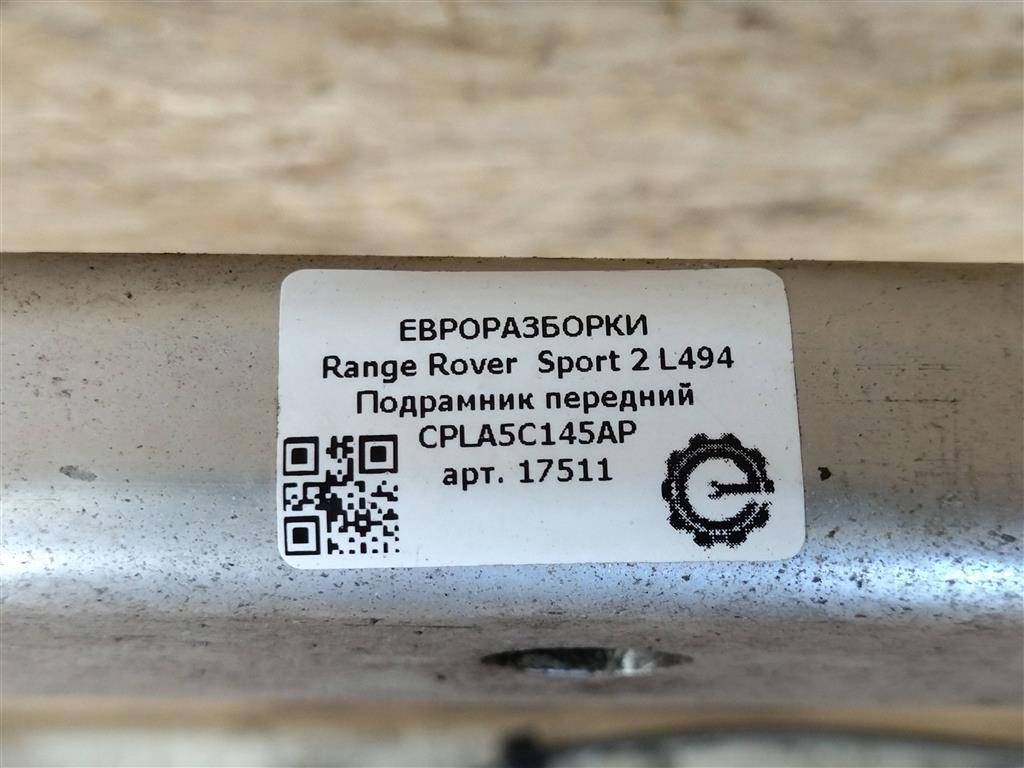 ЕВРОРАЗБОРКИ
Range Rover Sport 2 L494
Подрамник передний
CPLA5C145AP
арт. 17511